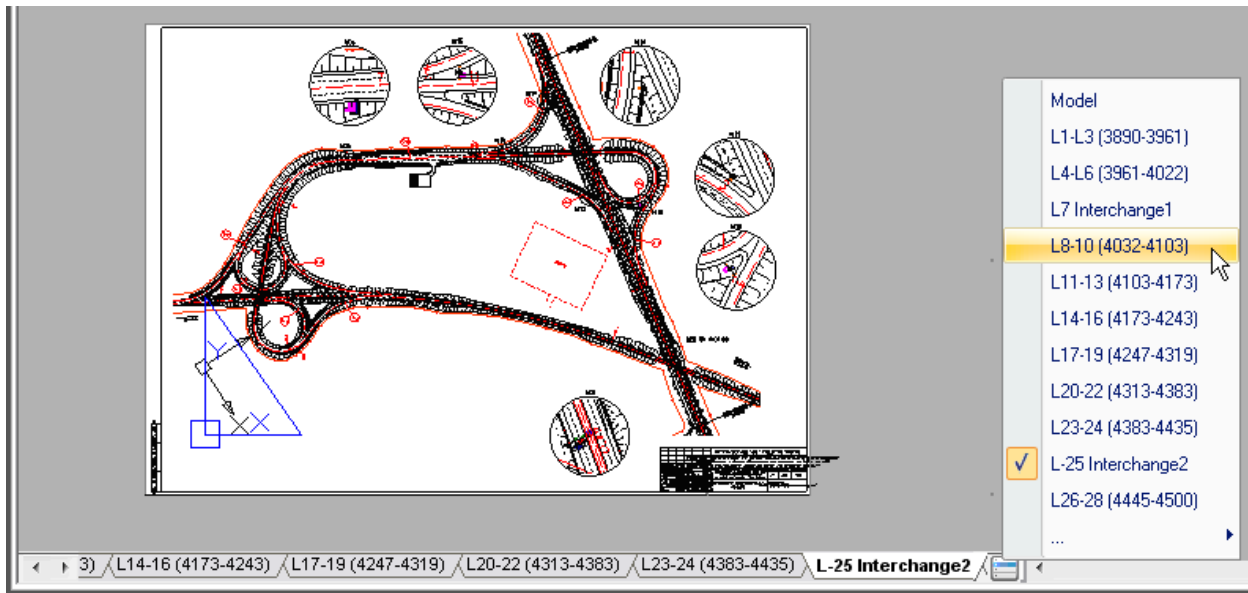 Model
L1-L3 (3890-3961)
L4-L6 (3961-4022)
L7 Interchange1
L8-10 (4032-4103)
L11-13 (4103-4173)
L14-16 (4173-4243)
L17-19 (4247-4319)
L20-22 (4313-4383)
L23-24 (4383-4435)
L-25 Interchange2
L26-28 (4445-4500)
...
Y
X X
3) L14-16 (4173-4243) L17-19 (4247-4319) L20-22 (4313-4383) L23-24 (4383-4435) L-25 Interchange2